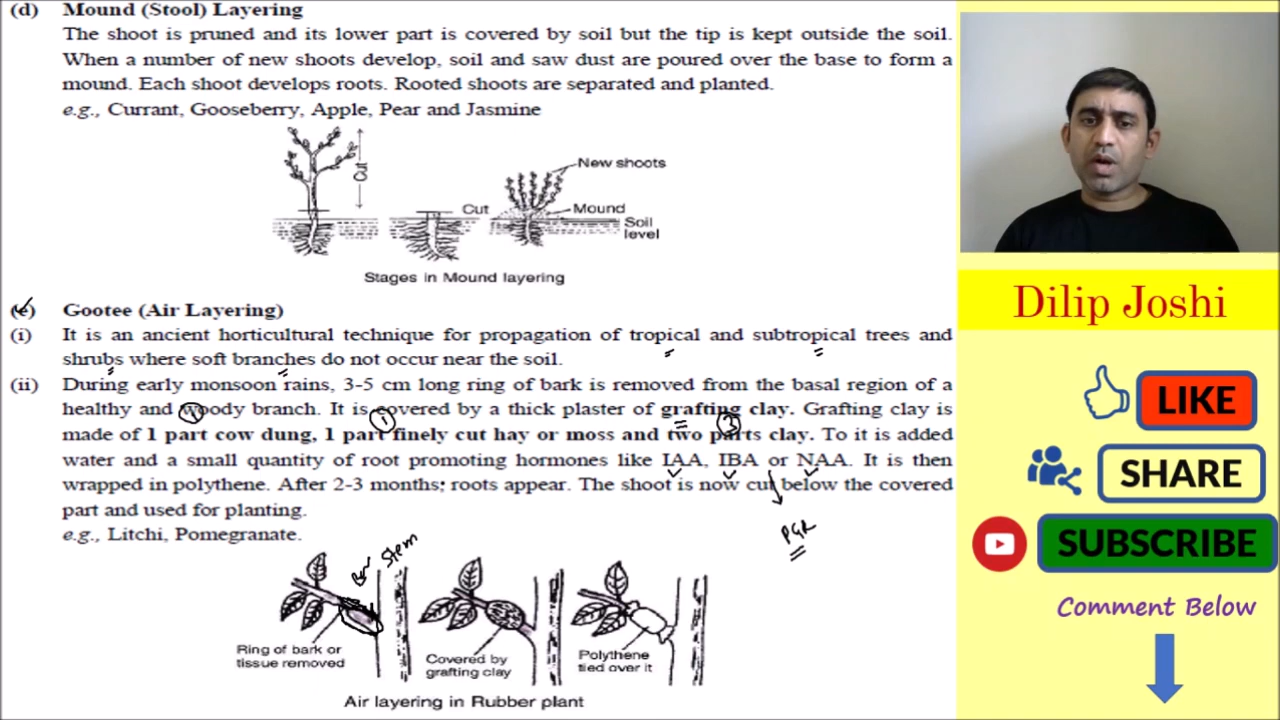 (d) Mound (Stool) Layering
The shoot is pruned and its lower part is covered by soil but the tip is kept outside the soil.
When a number of new shoots develop, soil and saw dust are poured over the base to form a
mound. Each shoot develops roots. Rooted shoots are separated and planted.
e.g., Currant, Gooseberry, Apple, Pear and Jasmine
Cut
New shoots
Cut
Mound
Soil
level
Stages in Mound layering
(e) Gootee (Air Layering)
(i) It is an ancient horticultural technique for propagation of tropical and subtropical trees and
shrubs where soft branches do not occur near the soil.
(ii) During early monsoon rains, 3-5 cm long ring of bark is removed from the basal region of a
healthy and woody branch. It is covered by a thick plaster of grafting clay. Grafting clay is
made of 1 part cow dung, 1 part finely cut hay or moss and two parts clay. To it is added
water and a small quantity of root promoting hormones like IAA, IBA or NAA. It is then
wrapped in polythene. After 2-3 months; roots appear. The shoot is now cut below the covered
part and used for planting.
PGR
e.g., Litchi, Pomegranate.
Stem
Ring of bark or
tissue removed
Covered by
grafting clay
Polythene
tied over it
Air layering in Rubber plant
Dilip Joshi
LIKE
SHARE
SUBSCRIBE
Comment Below